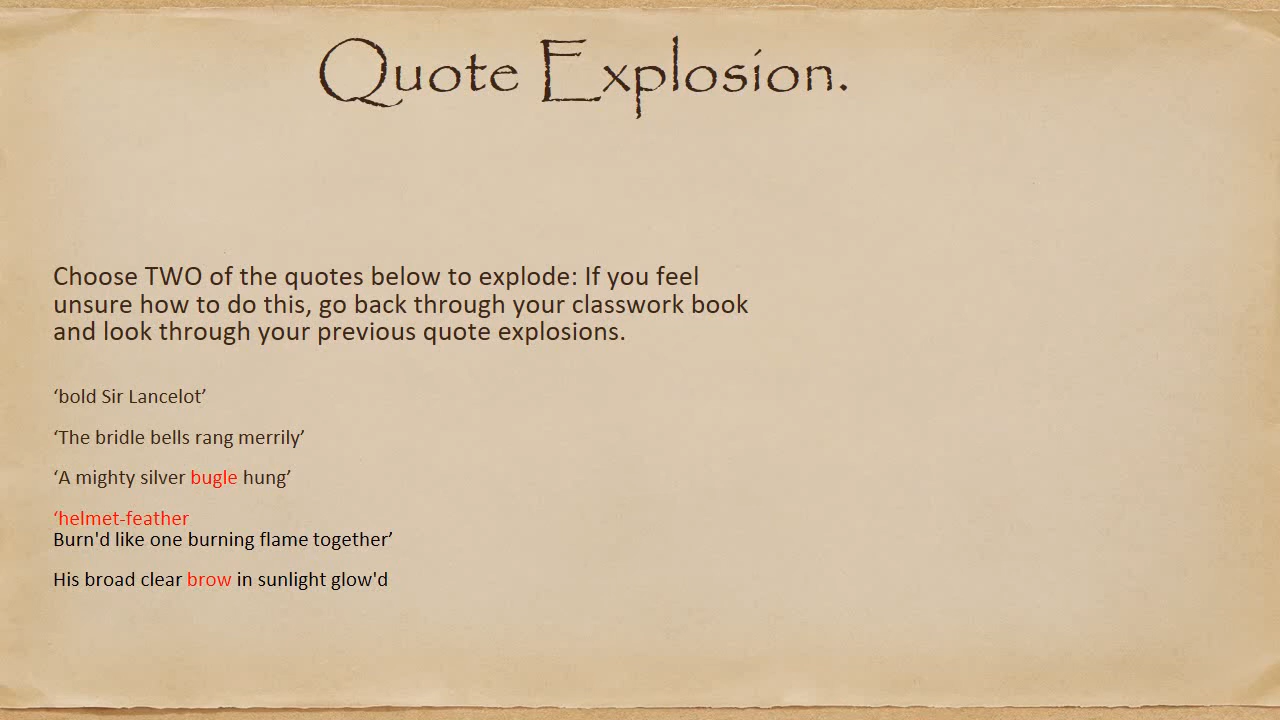 Quote Explosion.
Choose TWO of the quotes below to explode: If you feel
unsure how to do this, go back through your classwork book
and look through your previous quote explosions.
‘bold Sir Lancelot’
‘The bridle bells rang merrily’
‘A mighty silver bugle hung’
‘helmet-feather
Burn'd like one burning flame together’
His broad clear brow in sunlight glow'd